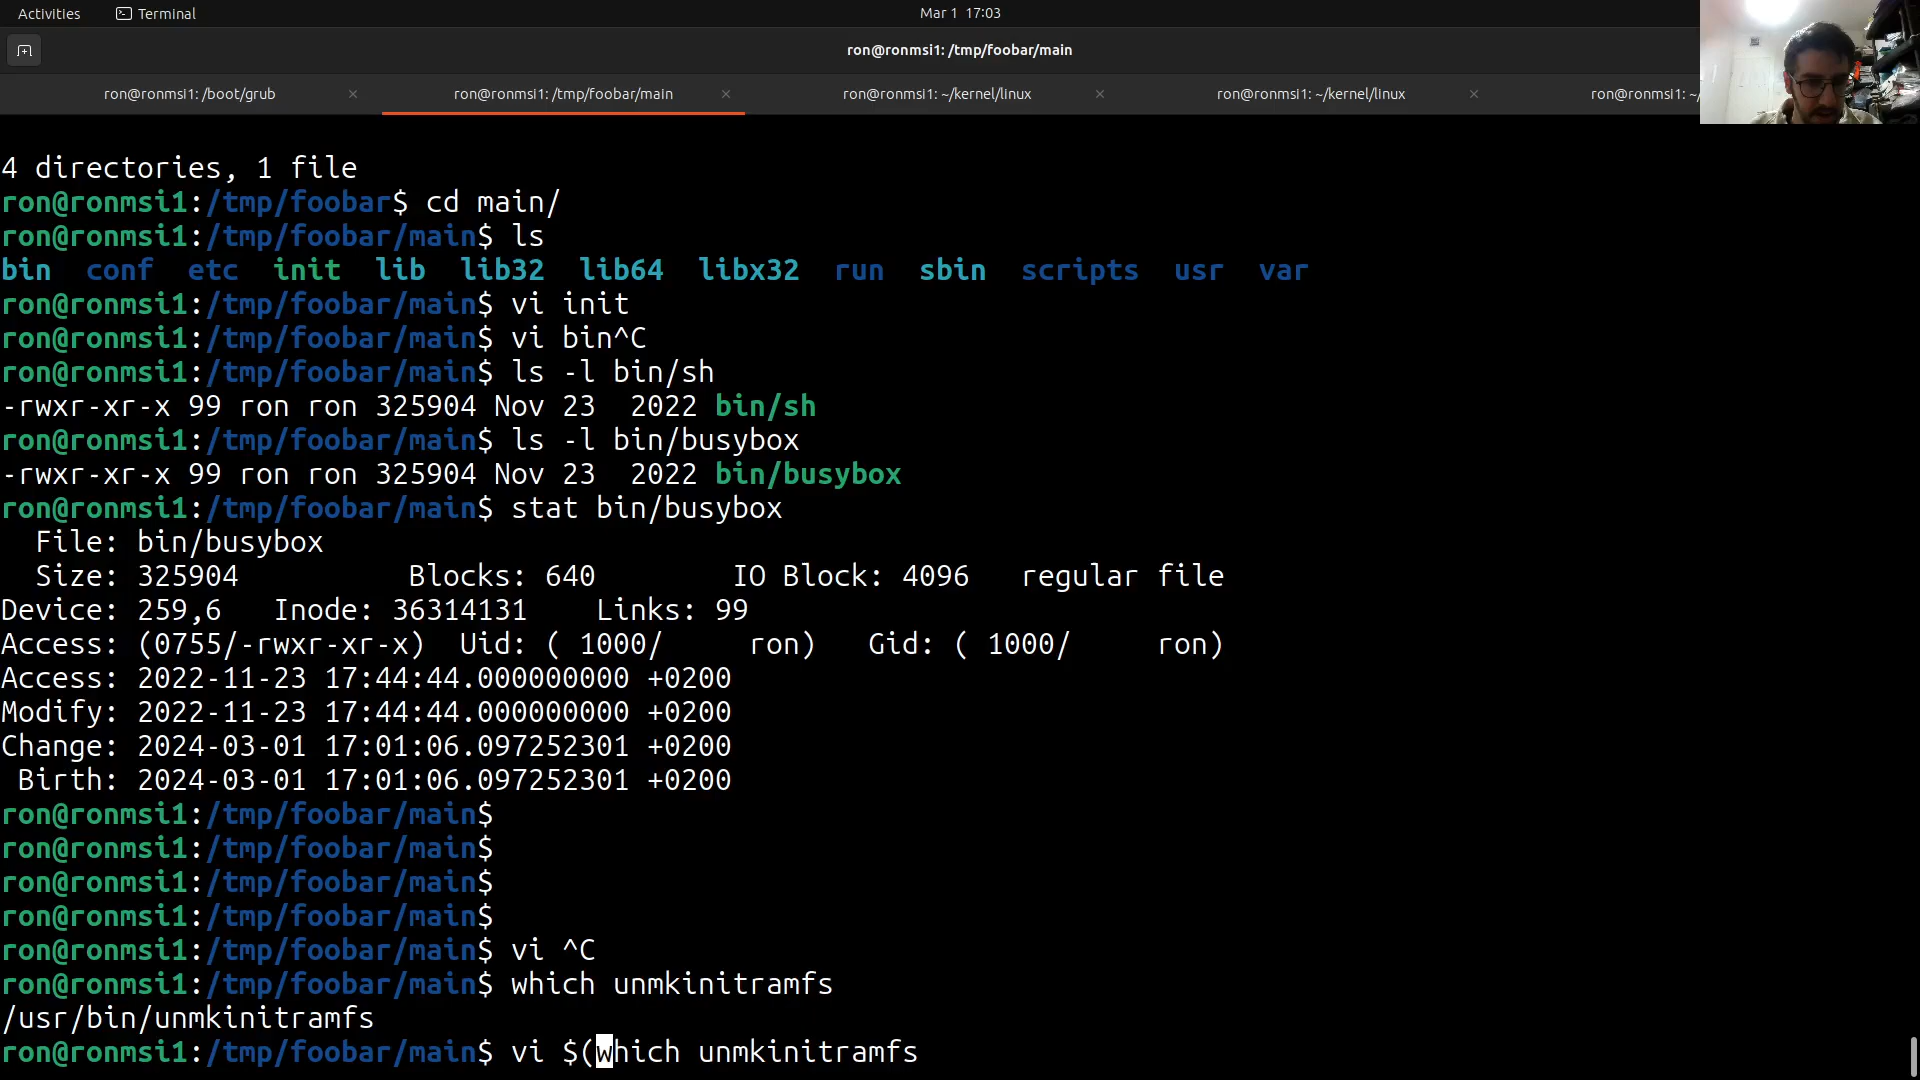 Activities Terminal Mar 1 17:03
ron@ronmsi1: /tmp/foobar/main
ron@ronmsi1: /boot/grub × ron@ronmsi1: /tmp/foobar/main × ron@ronmsi1: ~/kernel/linux × ron@ronmsi1: ~/kernel/linux × ron@ronmsi1: ~/
4 directories, 1 file
ron@ronmsi1:/tmp/foobar$ cd main/
ron@ronmsi1:/tmp/foobar/main$ ls
bin conf etc init lib lib32 lib64 libx32 run sbin scripts usr var
ron@ronmsi1:/tmp/foobar/main$ vi init
ron@ronmsi1:/tmp/foobar/main$ vi bin^C
ron@ronmsi1:/tmp/foobar/main$ ls -l bin/sh
-rwxr-xr-x 99 ron ron 325904 Nov 23 2022 bin/sh
ron@ronmsi1:/tmp/foobar/main$ ls -l bin/busybox
-rwxr-xr-x 99 ron ron 325904 Nov 23 2022 bin/busybox
ron@ronmsi1:/tmp/foobar/main$ stat bin/busybox
File: bin/busybox
Size: 325904 Blocks: 640 IO Block: 4096 regular file
Device: 259,6 Inode: 36314131 Links: 99
Access: (0755/-rwxr-xr-x) Uid: ( 1000/ ron) Gid: ( 1000/ ron)
Access: 2022-11-23 17:44:44.000000000 +0200
Modify: 2022-11-23 17:44:44.000000000 +0200
Change: 2024-03-01 17:01:06.097252301 +0200
Birth: 2024-03-01 17:01:06.097252301 +0200
ron@ronmsi1:/tmp/foobar/main$
ron@ronmsi1:/tmp/foobar/main$
ron@ronmsi1:/tmp/foobar/main$
ron@ronmsi1:/tmp/foobar/main$
ron@ronmsi1:/tmp/foobar/main$ vi ^C
ron@ronmsi1:/tmp/foobar/main$ which unmkinitramfs
/usr/bin/unmkinitramfs
ron@ronmsi1:/tmp/foobar/main$ vi $(which unmkinitramfs